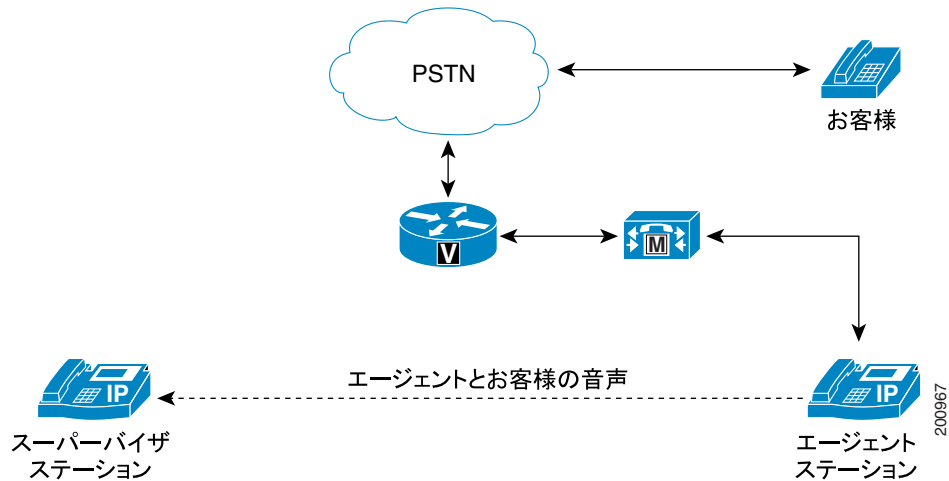 PSTN
お客様
V
M
エージェントとお客様の音声
IP
IP
スーパーバイザ
ステーション
エージェント
ステーション
200967